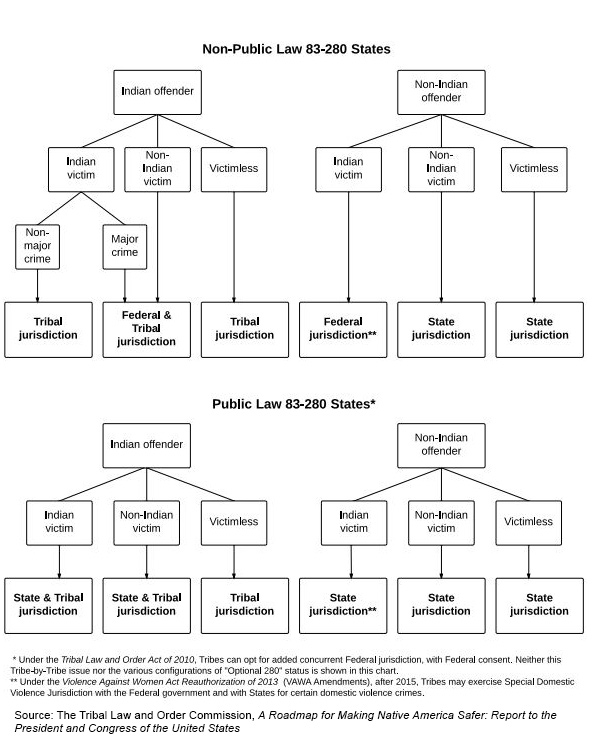 Non-Public Law 83-280 States
Indian offender
Non-Indian
offender
Indian
victim
Non-
Indian
victim
Victimless
Indian
victim
Non-
Indian
victim
Victimless
Non-
major
crime
Major
crime
Tribal
jurisdiction
Federal &
Tribal
jurisdiction
Tribal
jurisdiction
Federal
jurisdiction**
State
jurisdiction
State
jurisdiction
Public Law 83-280 States*
Indian offender
Non-Indian
offender
Indian
victim
Non-Indian
victim
Victimless
Indian
victim
Non-Indian
victim
Victimless
State & Tribal
jurisdiction
State & Tribal
jurisdiction
Tribal
jurisdiction
State
jurisdiction**
State
jurisdiction
State
jurisdiction
* Under the Tribal Law and Order Act of 2010, Tribes can opt for added concurrent Federal jurisdiction, with Federal consent. Neither this
Tribe-by-Tribe issue nor the various configurations of "Optional 280" status is shown in this chart.
** Under the Violence Against Women Act Reauthorization of 2013 (VAWA Amendments), after 2015, Tribes may exercise Special Domestic
Violence Jurisdiction with the Federal government and with States for certain domestic violence crimes.
Source: The Tribal Law and Order Commission, A Roadmap for Making Native America Safer: Report to the
President and Congress of the United States